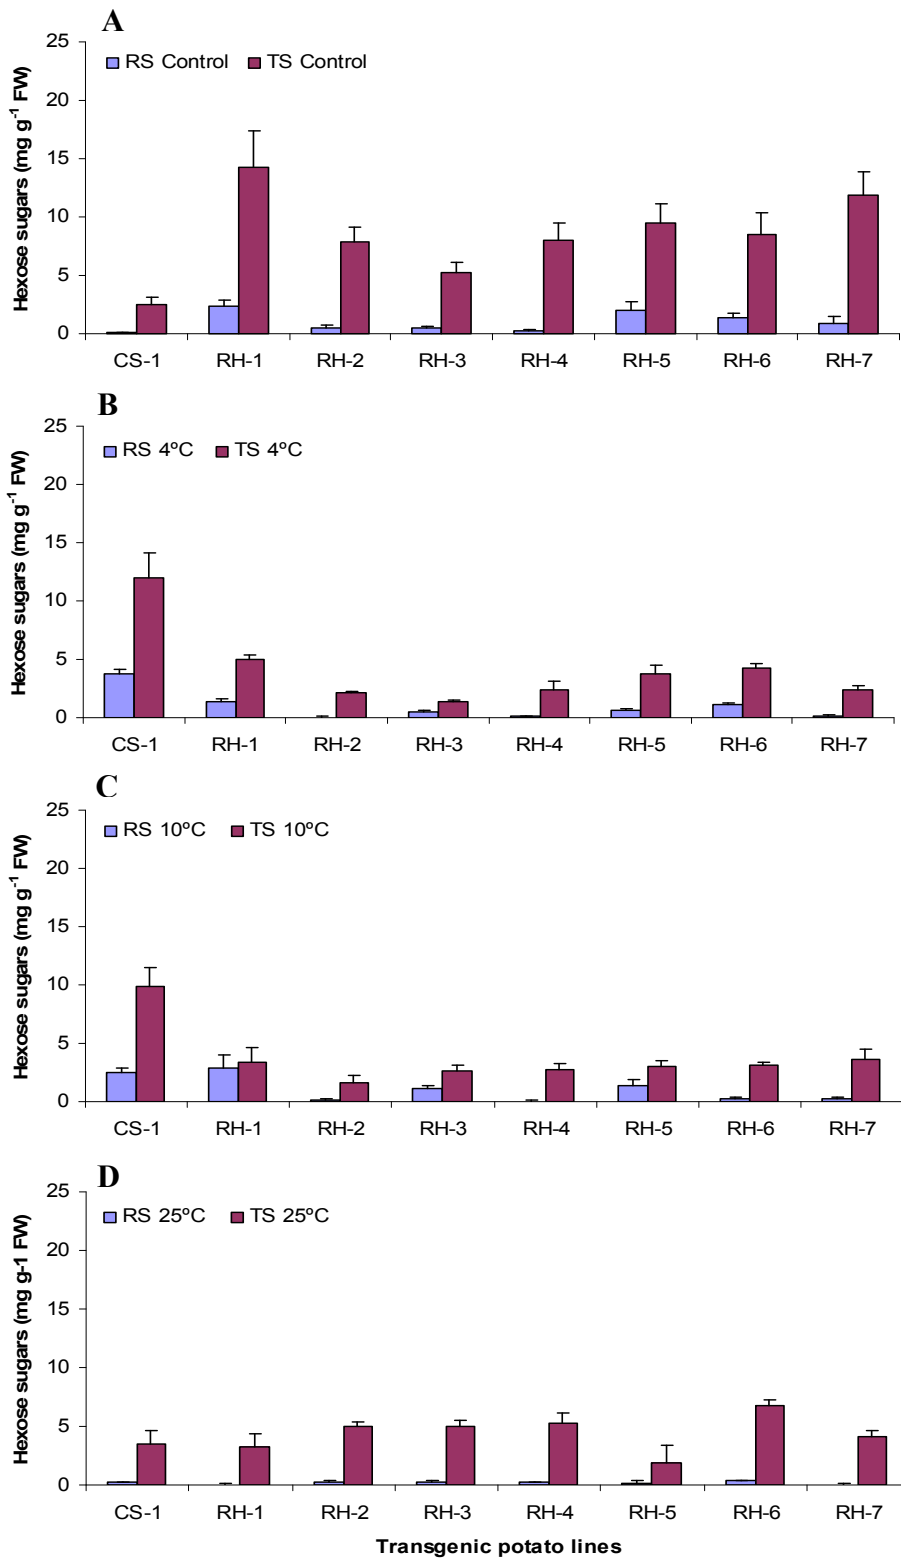 A
RS Control TS Control
Hexose sugars (mg g⁻¹ FW)
25
20
15
10
5
0
CS-1 RH-1 RH-2 RH-3 RH-4 RH-5 RH-6 RH-7
B
RS 4ºC TS 4ºC
Hexose sugars (mg g⁻¹ FW)
25
20
15
10
5
0
CS-1 RH-1 RH-2 RH-3 RH-4 RH-5 RH-6 RH-7
C
RS 10ºC TS 10ºC
Hexose sugars (mg g⁻¹ FW)
25
20
15
10
5
0
CS-1 RH-1 RH-2 RH-3 RH-4 RH-5 RH-6 RH-7
D
RS 25ºC TS 25ºC
Hexose sugars (mg g-1 FW)
25
20
15
10
5
0
CS-1 RH-1 RH-2 RH-3 RH-4 RH-5 RH-6 RH-7
Transgenic potato lines